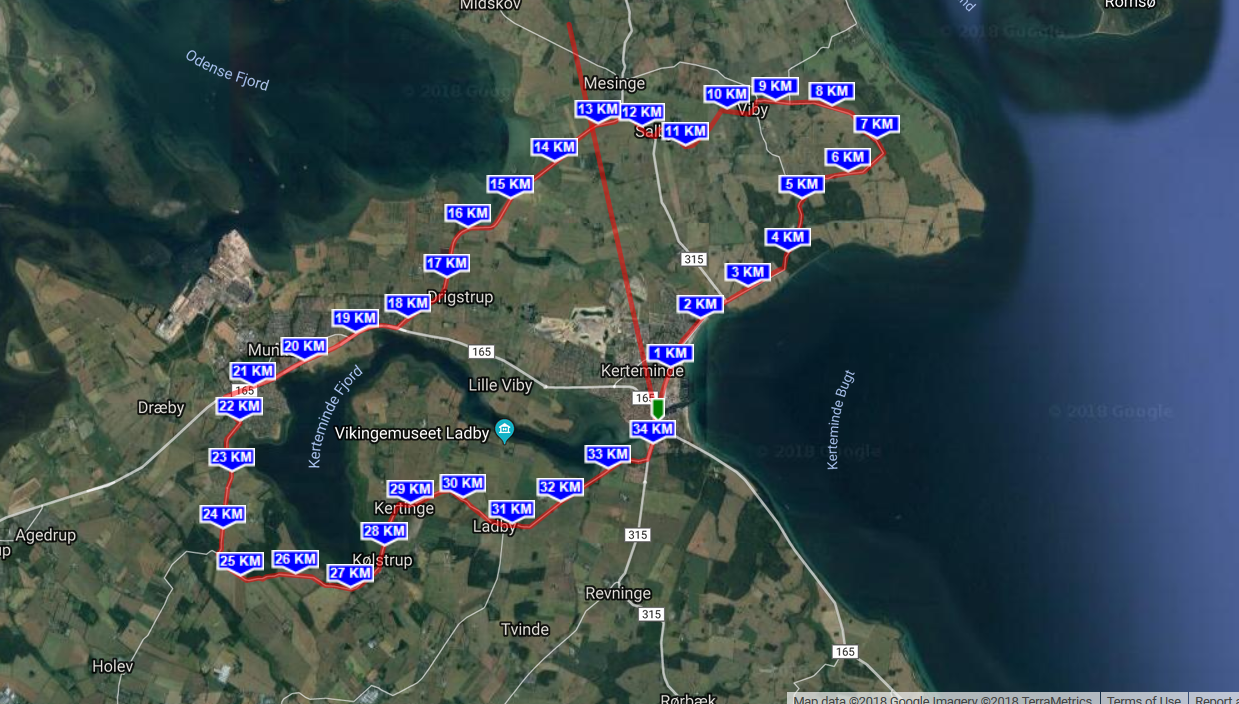 Midskov
Romsø
Odense Fjord
© 2018 Google
© 2018 Google
Mesinge
9 KM
8 KM
10 KM
Viby
13 KM
12 KM
7 KM
11 KM
14 KM
6 KM
15 KM
5 KM
16 KM
4 KM
315
17 KM
3 KM
Drigstrup
18 KM
2 KM
19 KM
20 KM
165
1 KM
21 KM
Kerteminde
Lille Viby
165
Dræby
22 KM
Kerteminde Fjord
Kerteminde Bugt
© 2018 Google
34 KM
Vikingemuseet Ladby
© 2018 Google
23 KM
33 KM
29 KM
30 KM
32 KM
Kertinge
31 KM
24 KM
Ladby
28 KM
Agedrup
315
25 KM
26 KM
Kølstrup
27 KM
Revninge
315
Tvinde
165
Holev
Rørbæk
Map data ©2018 Google Imagery ©2018 TerraMetrics
Terms of Use
Report a